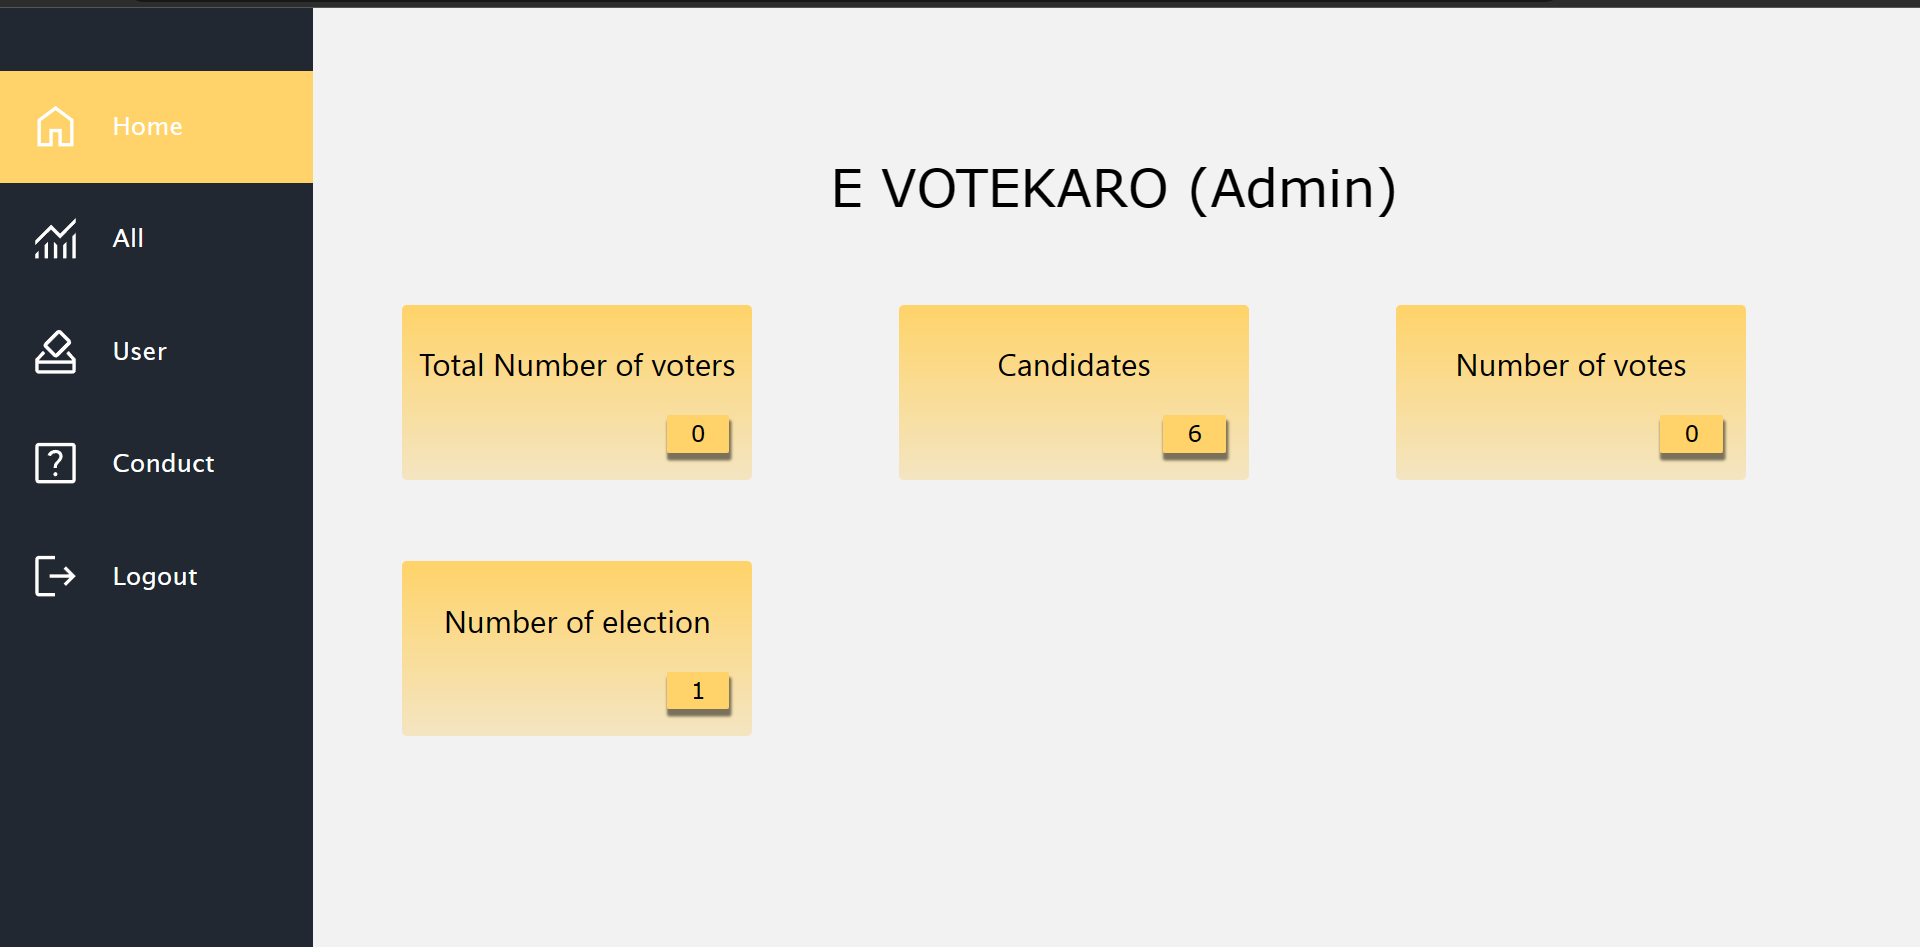 Home
All
User
Conduct
Logout
E VOTEKARO (Admin)
Total Number of voters
0
Candidates
6
Number of votes
0
Number of election
1